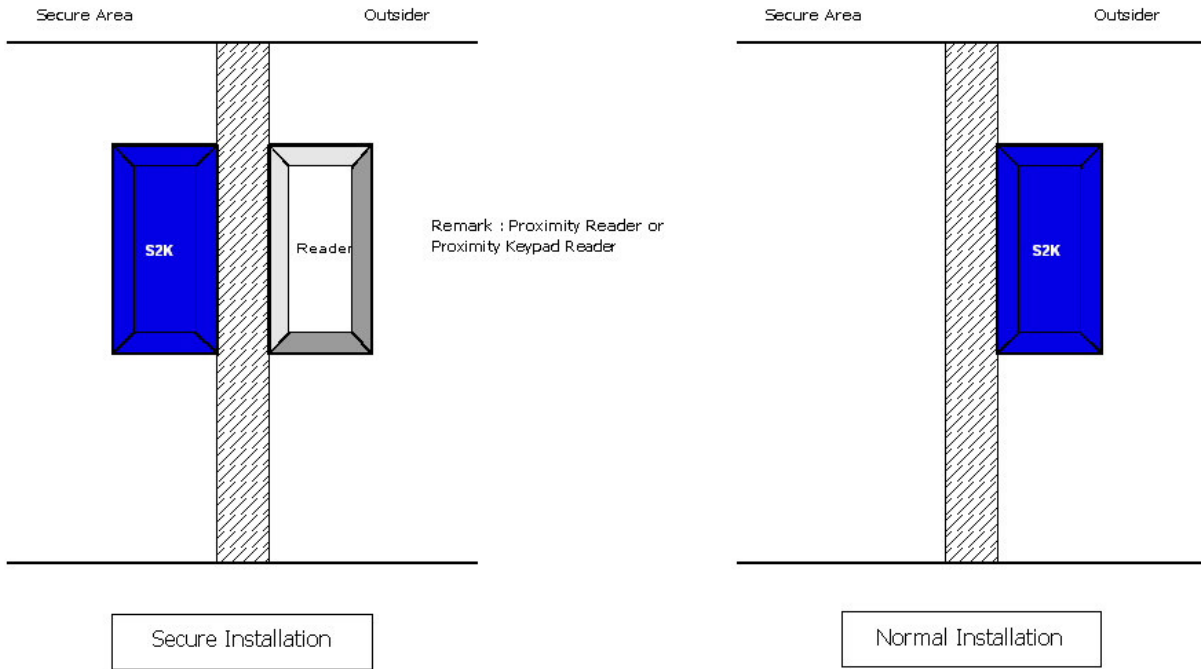 Secure Area
Outsider
Secure Area
Outsider
S2K
Reader
Remark : Proximity Reader or
Proximity Keypad Reader
S2K
Secure Installation
Normal Installation